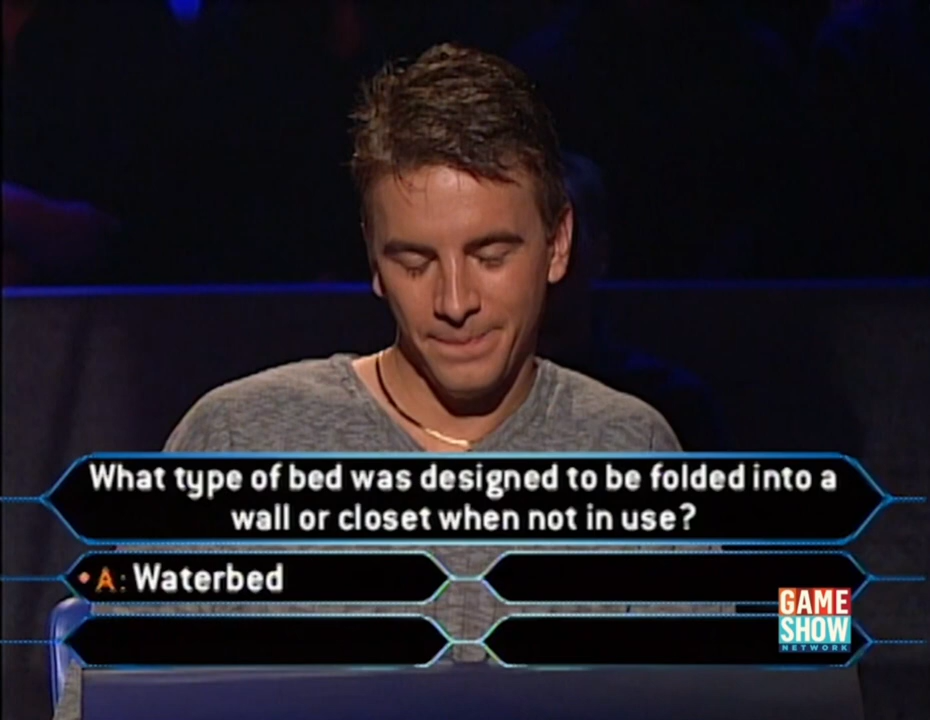 What type of bed was designed to be folded into a
wall or closet when not in use?
A: Waterbed
GAME
SHOW
NETWORK